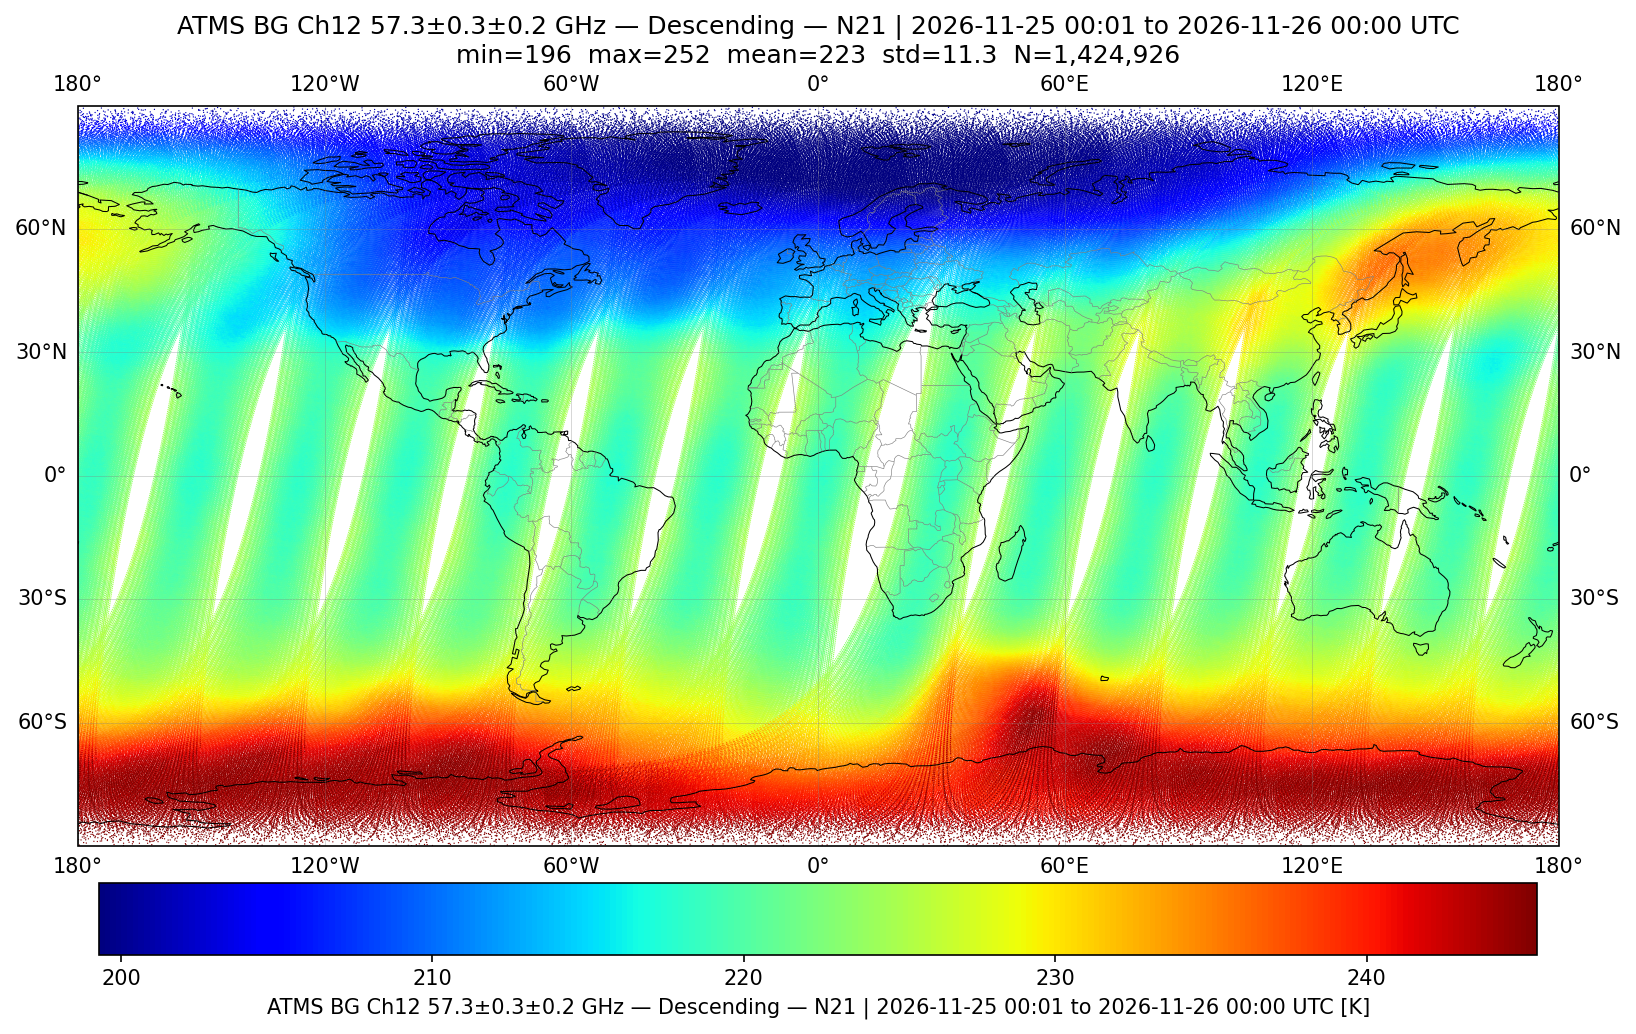 ATMS BG Ch12 57.3±0.3±0.2 GHz — Descending — N21 | 2026-11-25 00:01 to 2026-11-26 00:00 UTC
min=196 max=252 mean=223 std=11.3 N=1,424,926
180° 120°W 60°W 0° 60°E 120°E 180°
60°N 60°N
30°N 30°N
0° 0°
30°S 30°S
60°S 60°S
180° 120°W 60°W 0° 60°E 120°E 180°
200 210 220 230 240
ATMS BG Ch12 57.3±0.3±0.2 GHz — Descending — N21 | 2026-11-25 00:01 to 2026-11-26 00:00 UTC [K]